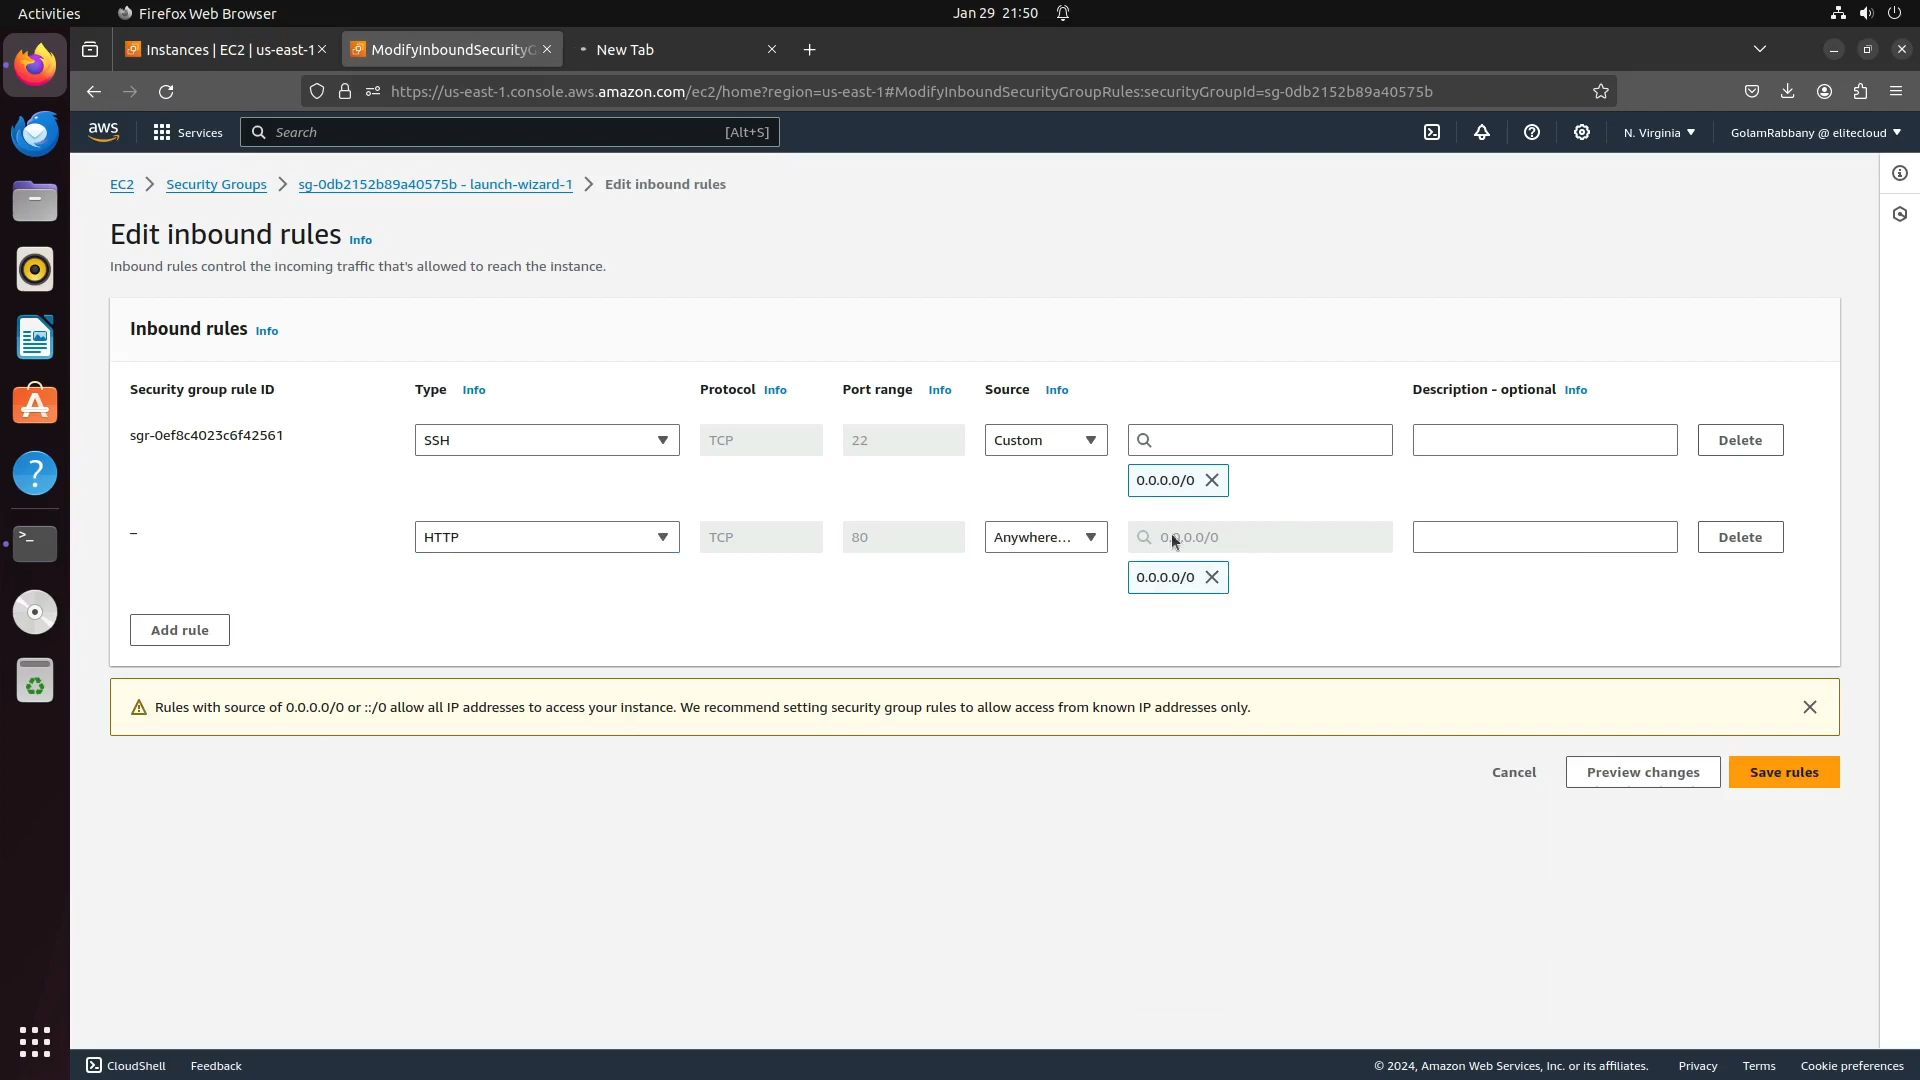 Activities Firefox Web Browser Jan 29 21:50
Instances | EC2 | us-east-1 ModifyInboundSecurityG New Tab
https://us-east-1.console.aws.amazon.com/ec2/home?region=us-east-1#ModifyInboundSecurityGroupRules:securityGroupId=sg-0db2152b89a40575b
aws Services Search [Alt+S] N. Virginia GolamRabbany @ elitecloud
EC2 Security Groups sg-0db2152b89a40575b - launch-wizard-1 Edit inbound rules
Edit inbound rules Info
Inbound rules control the incoming traffic that's allowed to reach the instance.
Inbound rules Info
Security group rule ID Type Info Protocol Info Port range Info Source Info Description - optional Info
sgr-0ef8c4023c6f42561 SSH TCP 22 Custom Delete
0.0.0.0/0
– HTTP TCP 80 Anywhere... 0.0.0.0/0 Delete
0.0.0.0/0
Add rule
Rules with source of 0.0.0.0/0 or ::/0 allow all IP addresses to access your instance. We recommend setting security group rules to allow access from known IP addresses only.
Cancel Preview changes Save rules
CloudShell Feedback © 2024, Amazon Web Services, Inc. or its affiliates. Privacy Terms Cookie preferences